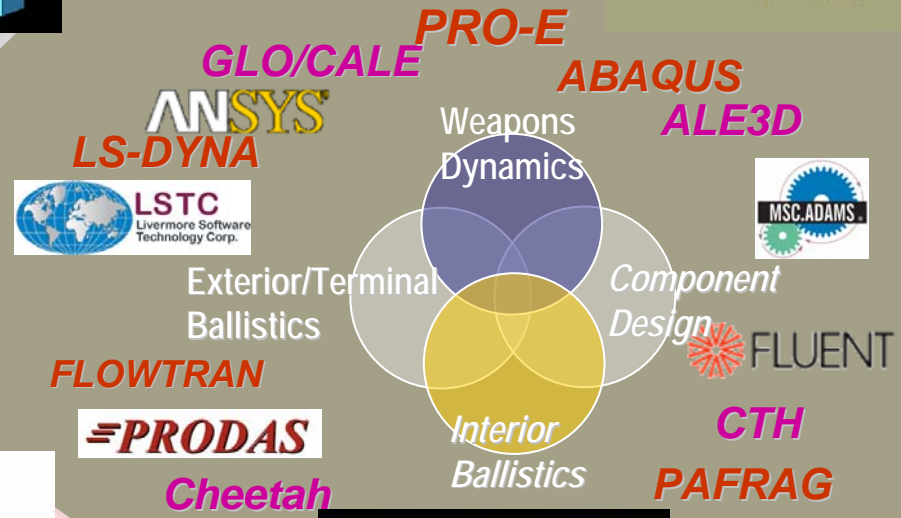 PRO-E
GLO/CALE
ABAQUS
ANSYS
Weapons
Dynamics
ALE3D
LS-DYNA
LSTC
Livermore Software
Technology Corp.
MSC.ADAMS
Exterior/Terminal
Ballistics
Component
Design
FLUENT
FLOWTRAN
PRODAS
Interior
Ballistics
CTH
PAFRAG
Cheetah